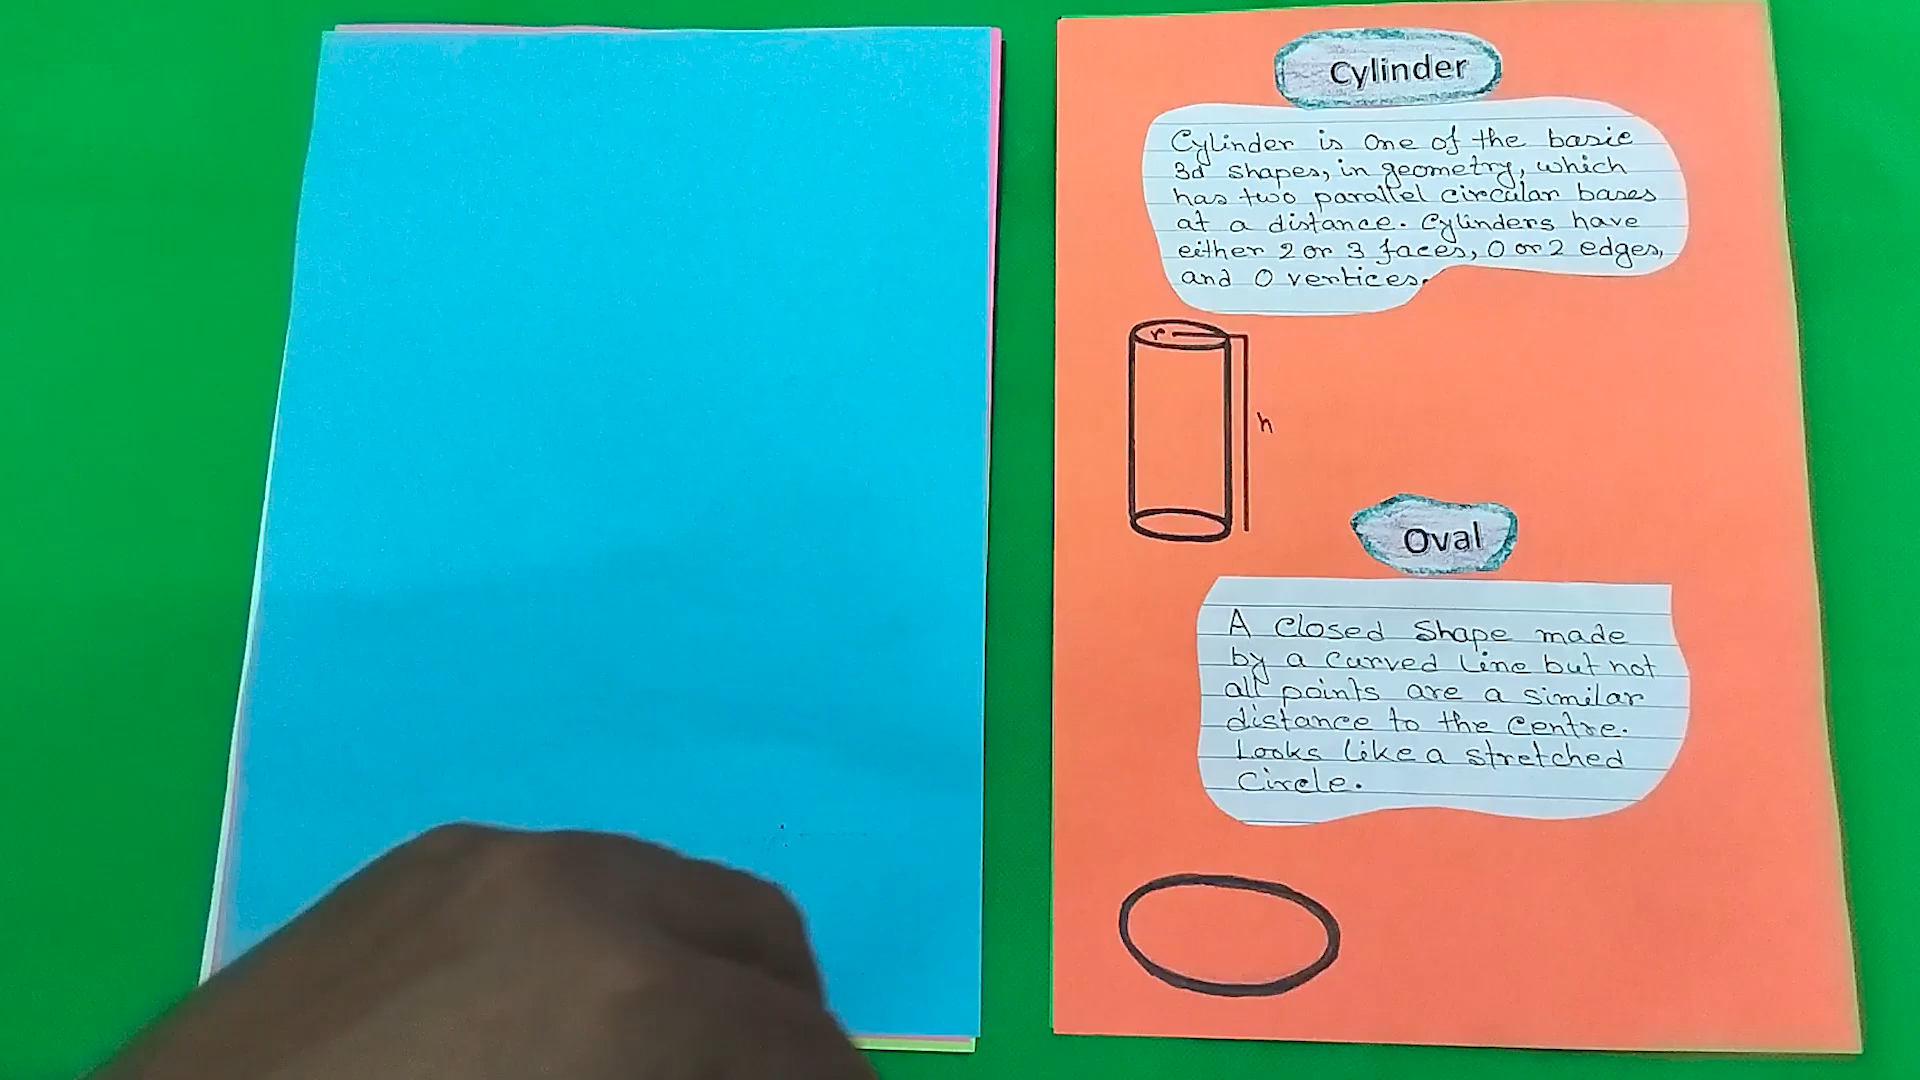 Cylinder
Cylinder is one of the basic
3d shapes, in geometry, which
has two parallel circular bases
at a distance. Cylinders have
either 2 or 3 faces, 0 or 2 edges,
and 0 vertices.
r
h
Oval
A closed shape made
by a curved line but not
all points are a similar
distance to the centre.
Looks like a stretched
Circle.